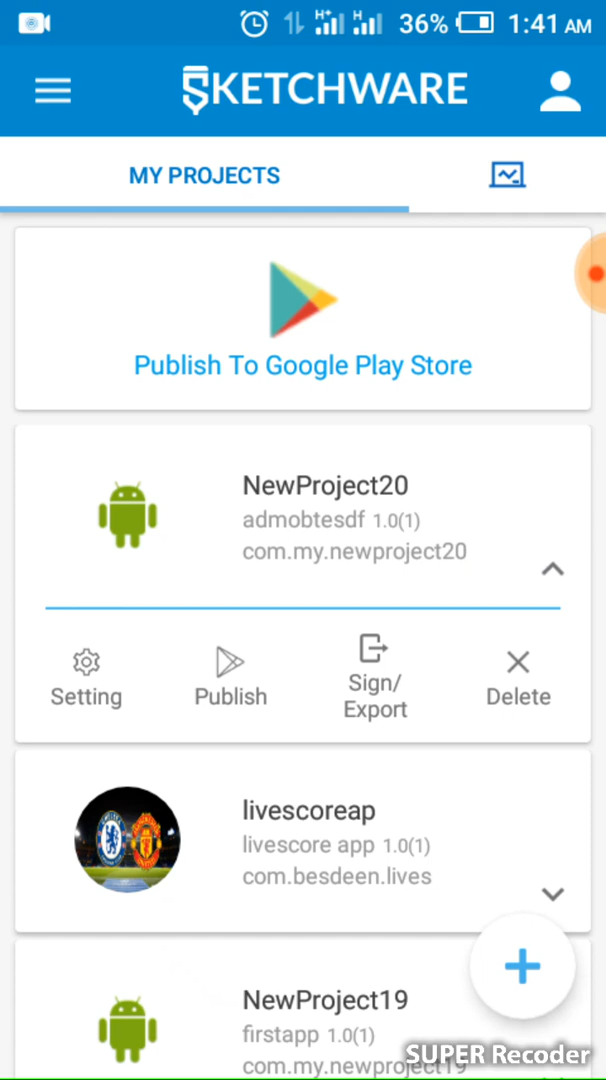 36% 1:41 AM
SKETCHWARE
MY PROJECTS
Publish To Google Play Store
NewProject20
admobtesdf 1.0(1)
com.my.newproject20
Setting
Publish
Sign/
Export
Delete
livescoreap
livescore app 1.0(1)
com.besdeen.lives
NewProject19
firstapp 1.0(1)
com.my.newproject19
SUPER Recoder